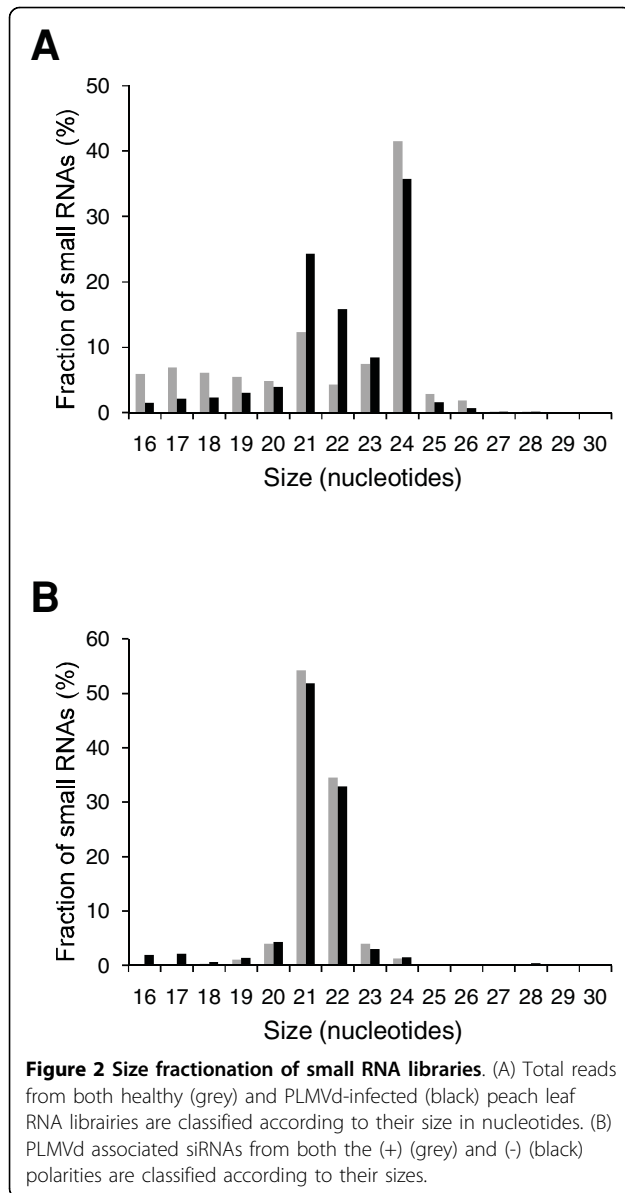 A
Fraction of small RNAs (%)
50
40
30
20
10
0
16 17 18 19 20 21 22 23 24 25 26 27 28 29 30
Size (nucleotides)
B
Fraction of small RNAs (%)
60
50
40
30
20
10
0
16 17 18 19 20 21 22 23 24 25 26 27 28 29 30
Size (nucleotides)
Figure 2 Size fractionation of small RNA libraries. (A) Total reads
from both healthy (grey) and PLMVd-infected (black) peach leaf
RNA librairies are classified according to their size in nucleotides. (B)
PLMVd associated siRNAs from both the (+) (grey) and (-) (black)
polarities are classified according to their sizes.